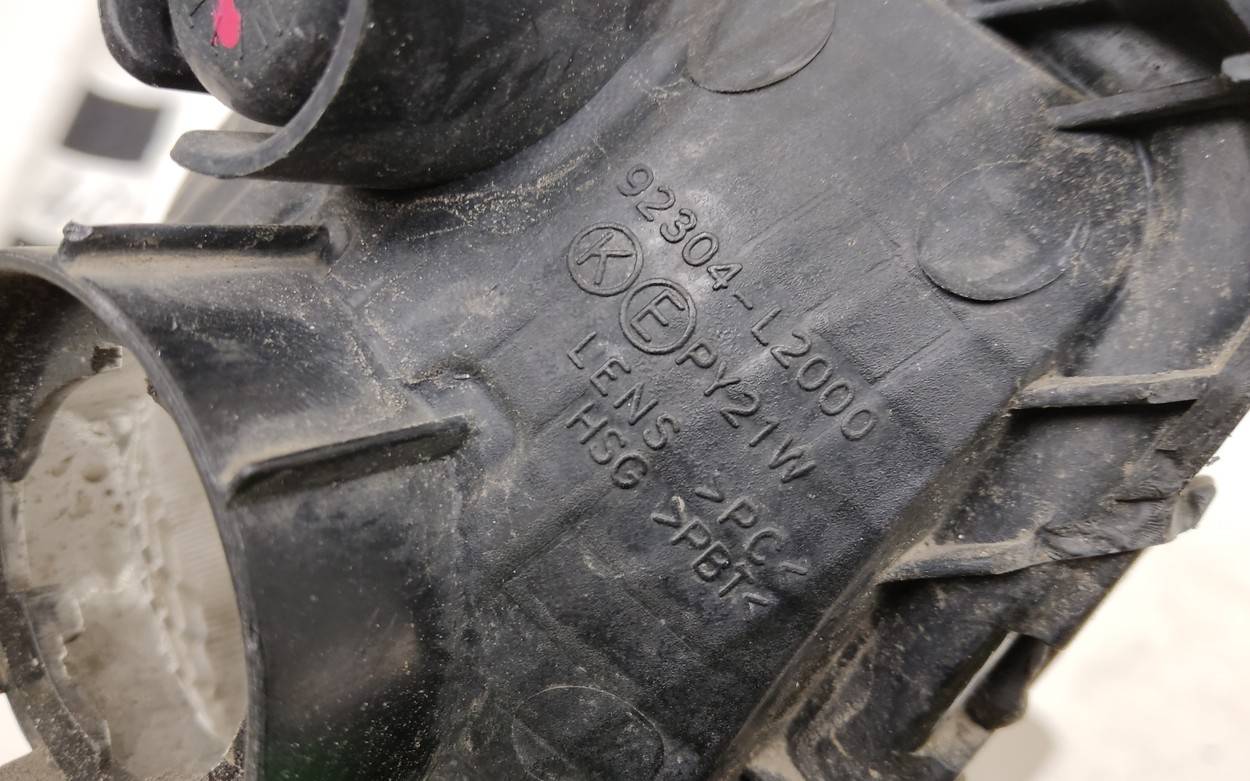 92304-L2000
K E PY21W
LENS >PC<
HSG >PBT<